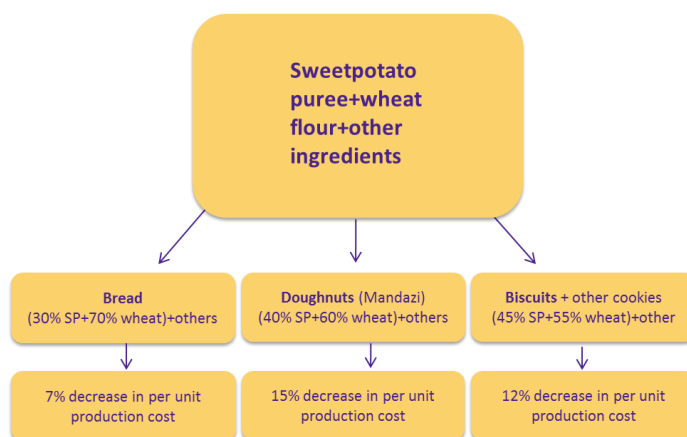 Sweetpotato
puree+wheat
flour+other
ingredients
Bread
(30% SP+70% wheat)+others
Doughnuts (Mandazi)
(40% SP+60% wheat)+others
Biscuits + other cookies
(45% SP+55% wheat)+other
7% decrease in per unit
production cost
15% decrease in per unit
production cost
12% decrease in per unit
production cost